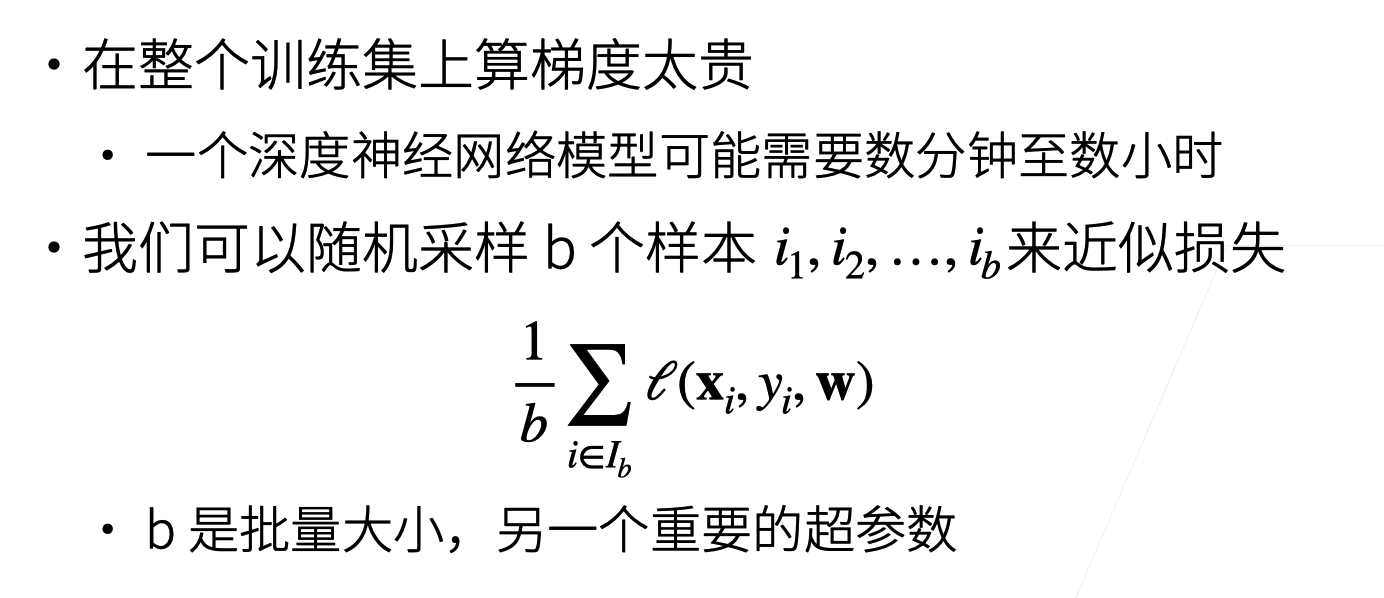 • 在整个训练集上算梯度太贵
• 一个深度神经网络模型可能需要数分钟至数小时
• 我们可以随机采样 b 个样本 i₁, i₂, …, i_b 来近似损失
\frac{1}{b} \sum_{i \in I_b} \ell(\mathbf{x}_i, y_i, \mathbf{w})
• b 是批量大小，另一个重要的超参数